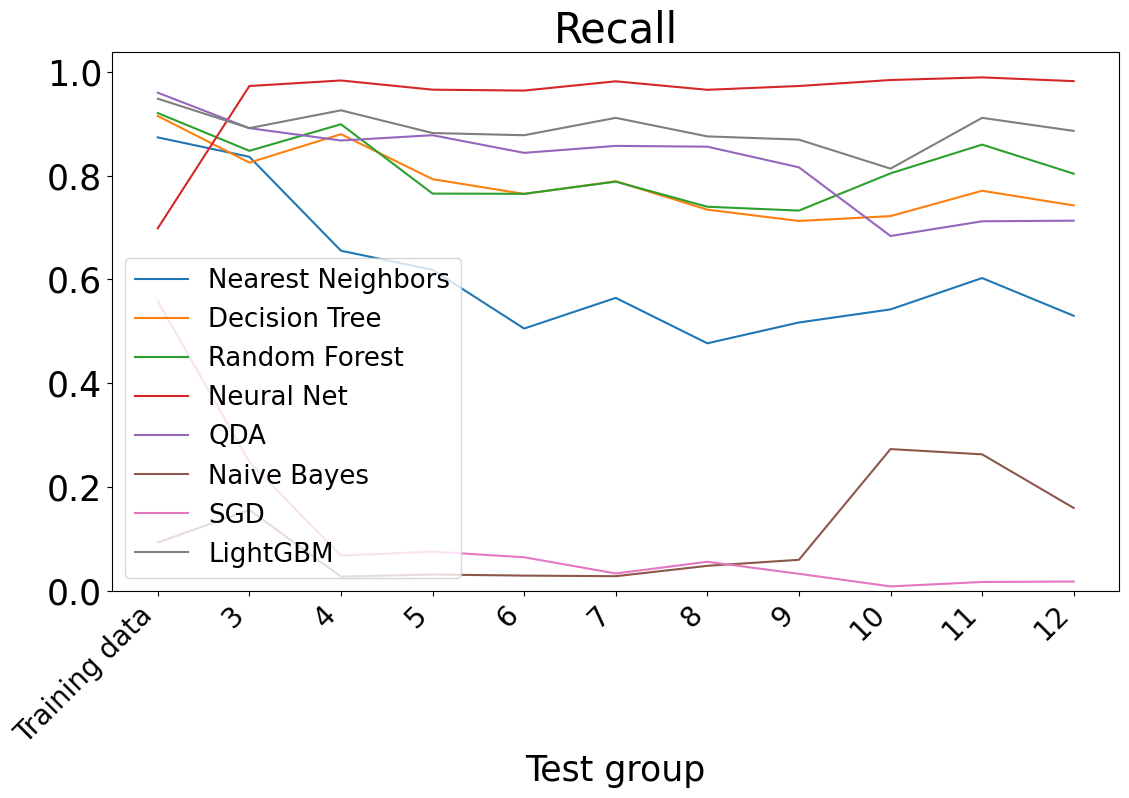 Recall
1.0
0.8
0.6
0.4
0.2
0.0
Nearest Neighbors
Decision Tree
Random Forest
Neural Net
QDA
Naive Bayes
SGD
LightGBM
Training data
3
4
5
6
7
8
9
10
11
12
Test group